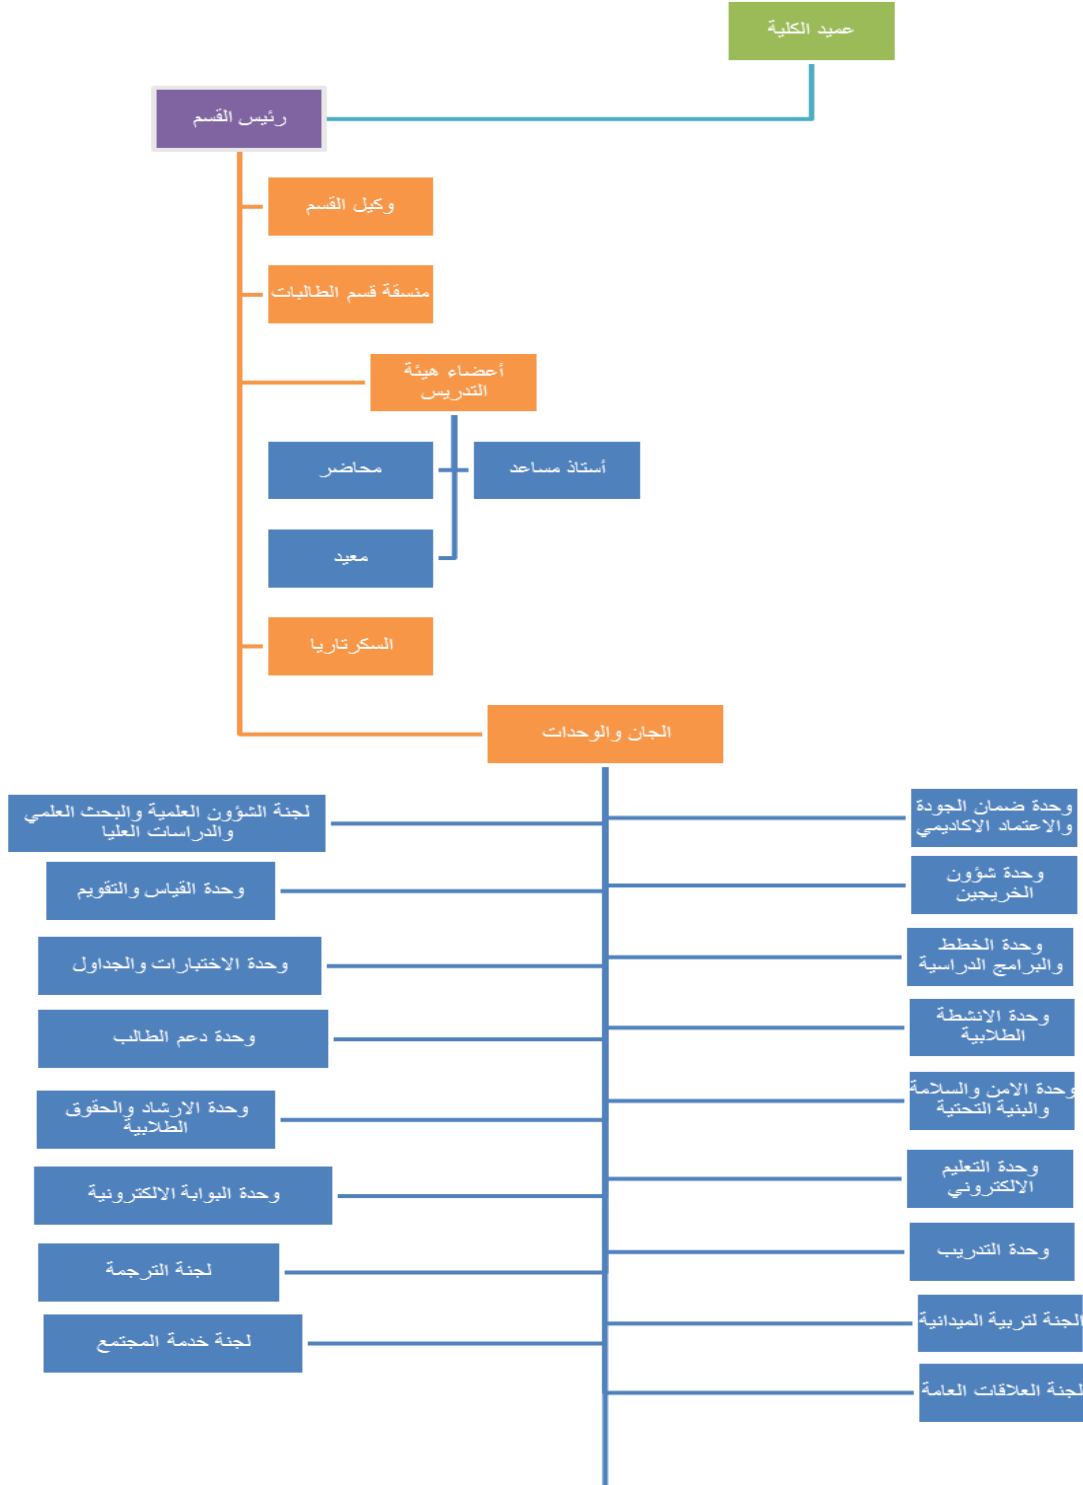 عميد الكلية
رئيس القسم
وكيل القسم
منسقة قسم الطالبات
أعضاء هيئة
التدريس
أستاذ مساعد
محاضر
معيد
السكرتاريا
الجان والوحدات
وحدة ضمان الجودة
والاعتماد الاكاديمي
وحدة شؤون
الخريجين
وحدة الخطط
والبرامج الدراسية
وحدة الانشطة
الطلابية
وحدة الامن والسلامة
والبنية التحتية
وحدة التعليم
الالكتروني
وحدة التدريب
الجنة لتربية الميدانية
لجنة العلاقات العامة
لجنة الشؤون العلمية والبحث العلمي
والدراسات العليا
وحدة القياس والتقويم
وحدة الاختبارات والجداول
وحدة دعم الطالب
وحدة الارشاد والحقوق
الطلابية
وحدة البوابة الالكترونية
لجنة الترجمة
لجنة خدمة المجتمع